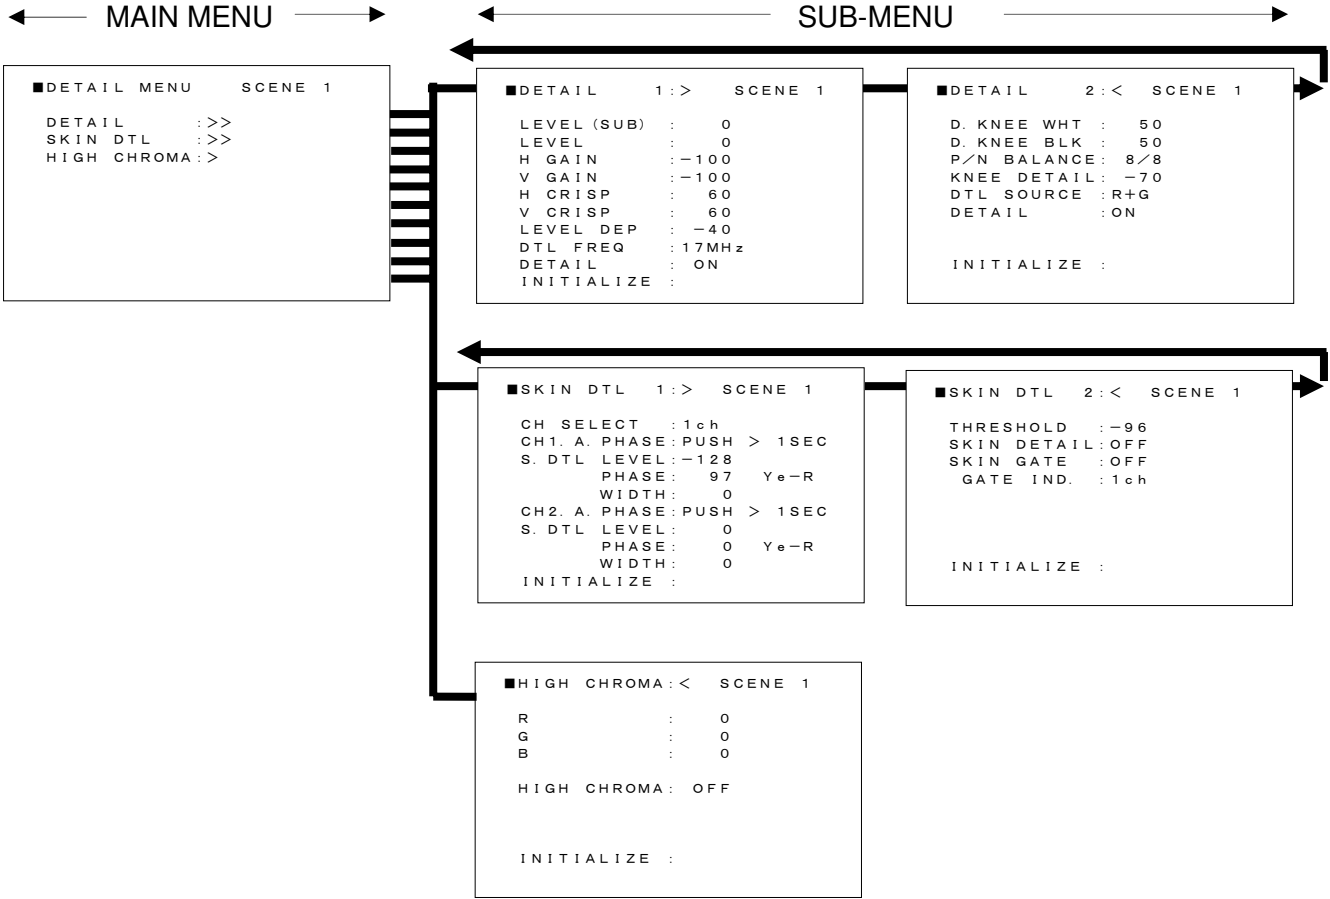 MAIN MENU
SUB-MENU
■DETAIL MENU SCENE 1
DETAIL :>>
SKIN DTL :>>
HIGH CHROMA:>
■DETAIL 1:> SCENE 1
LEVEL(SUB) : 0
LEVEL : 0
H GAIN :-100
V GAIN :-100
H CRISP : 60
V CRISP : 60
LEVEL DEP : -40
DTL FREQ :17MHz
DETAIL : ON
INITIALIZE :
■DETAIL 2:< SCENE 1
D. KNEE WHT : 50
D. KNEE BLK : 50
P/N BALANCE: 8/8
KNEE DETAIL: -70
DTL SOURCE :R+G
DETAIL :ON
INITIALIZE :
■SKIN DTL 1:> SCENE 1
CH SELECT :1ch
CH1. A. PHASE:PUSH > 1SEC
S. DTL LEVEL:-128
PHASE: 97 Ye-R
WIDTH: 0
CH2. A. PHASE:PUSH > 1SEC
S. DTL LEVEL: 0
PHASE: 0 Ye-R
WIDTH: 0
INITIALIZE :
■SKIN DTL 2:< SCENE 1
THRESHOLD :-96
SKIN DETAIL:OFF
SKIN GATE :OFF
GATE IND. :1ch
INITIALIZE :
■HIGH CHROMA:< SCENE 1
R : 0
G : 0
B : 0
HIGH CHROMA: OFF
INITIALIZE :